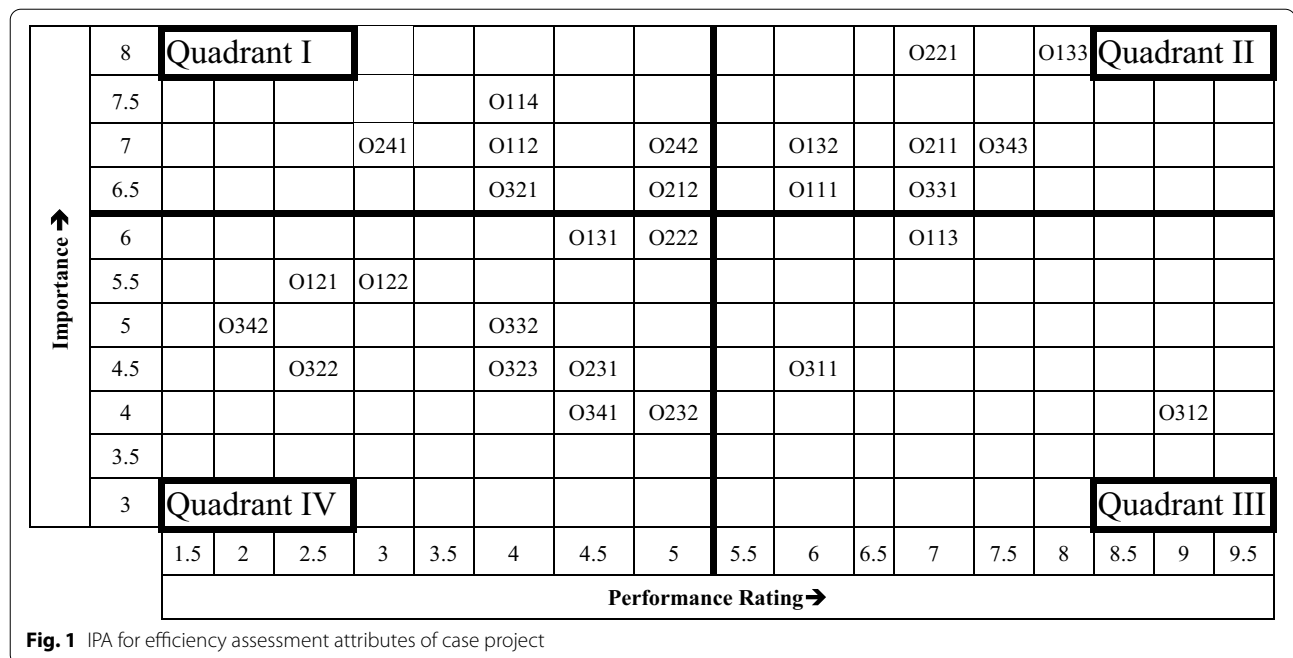 8 Quadrant I O221 O133 Quadrant II
7.5 O114
7 O241 O112 O242 O132 O211 O343
6.5 O321 O212 O111 O331
Importance →
6 O131 O222 O113
5.5 O121 O122
5 O342 O332
4.5 O322 O323 O231 O311
4 O341 O232 O312
3.5
3 Quadrant IV Quadrant III
1.5 2 2.5 3 3.5 4 4.5 5 5.5 6 6.5 7 7.5 8 8.5 9 9.5
Performance Rating→
Fig. 1 IPA for efficiency assessment attributes of case project